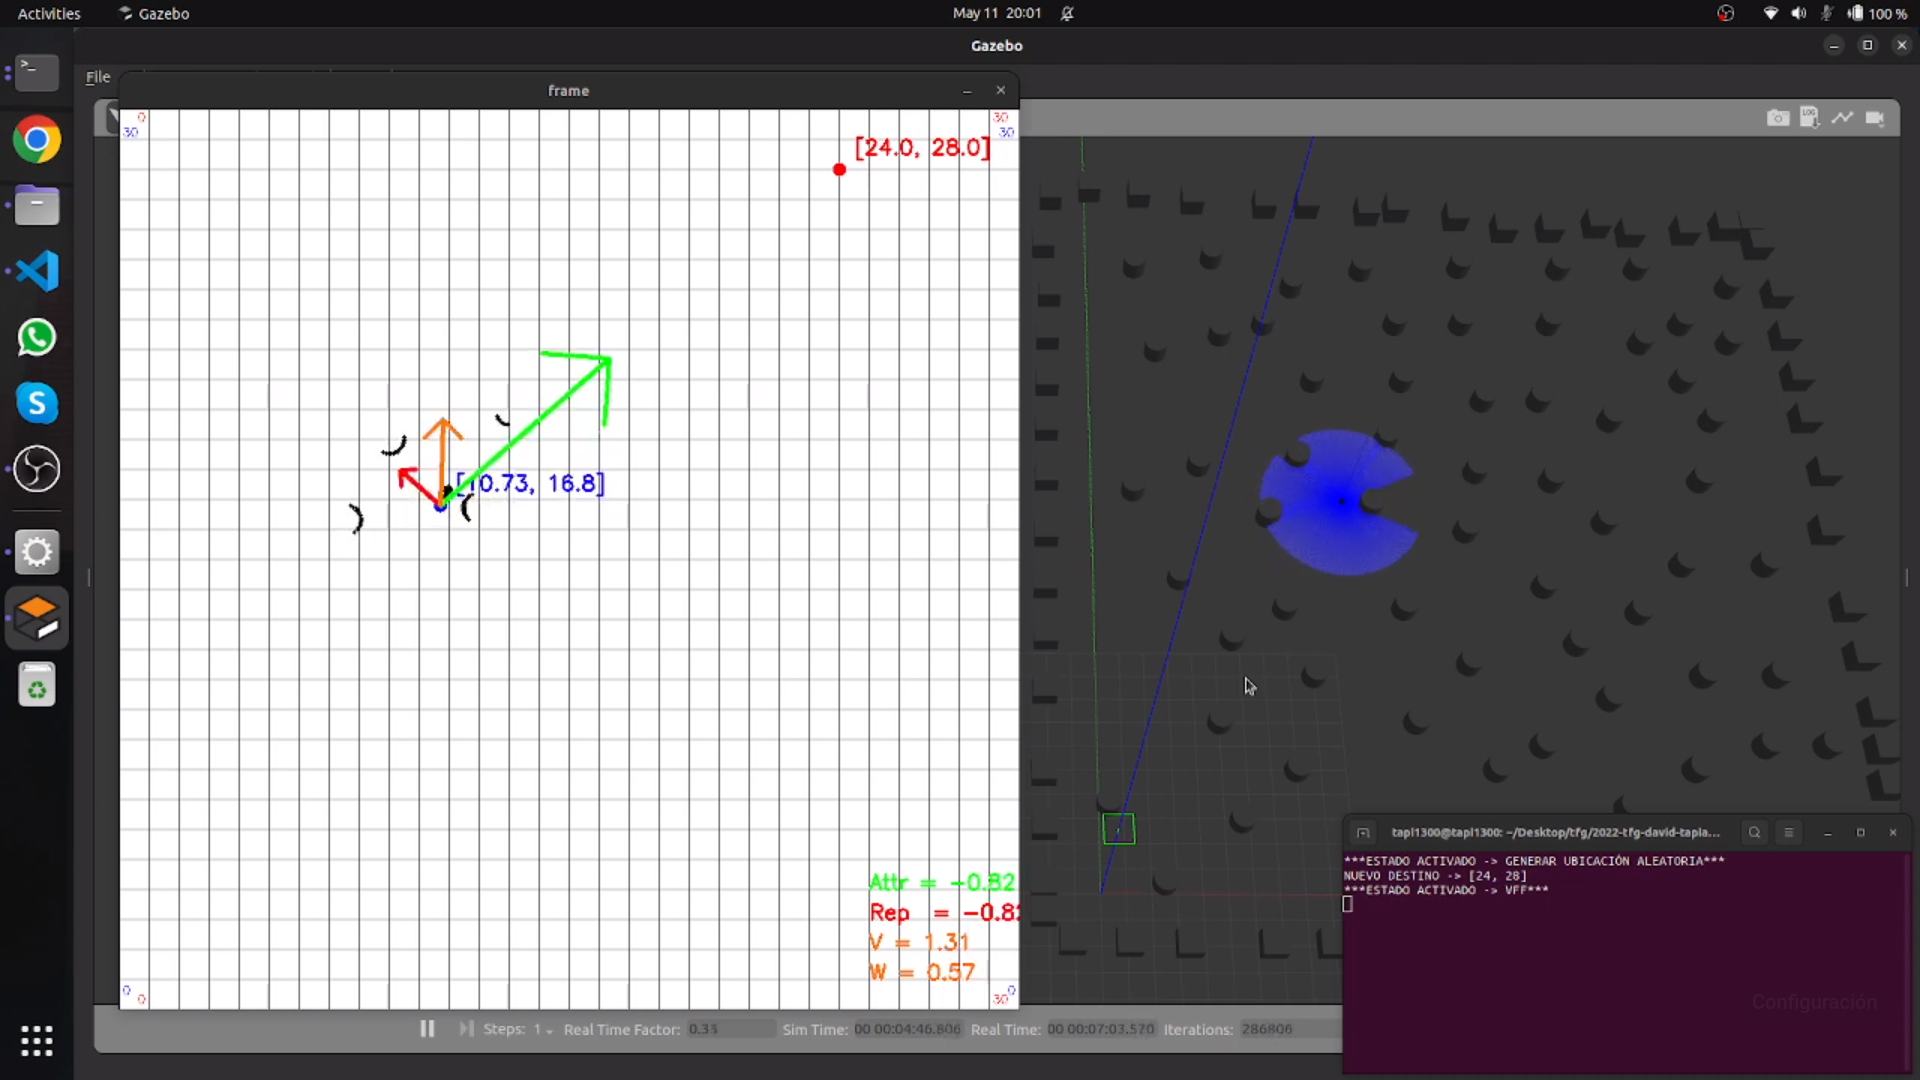 Activities
Gazebo
May 11 20:01
100 %
Gazebo
File
frame
0
30
30
30
[24.0, 28.0]
[10.73, 16.8]
Attr = -0.82
Rep = -0.82
V = 1.31
W = 0.57
0
0
30
0
Steps: 1
Real Time Factor: 0.33
Sim Time: 00 00:04:46.806
Real Time: 00 00:07:03.570
Iterations: 286806
tapi1300@tapi1300: ~/Desktop/tfg/2022-tfg-david-tapia...
***ESTADO ACTIVADO -> GENERAR UBICACIÓN ALEATORIA***
NUEVO DESTINO -> [24, 28]
***ESTADO ACTIVADO -> VFF***
Configuración